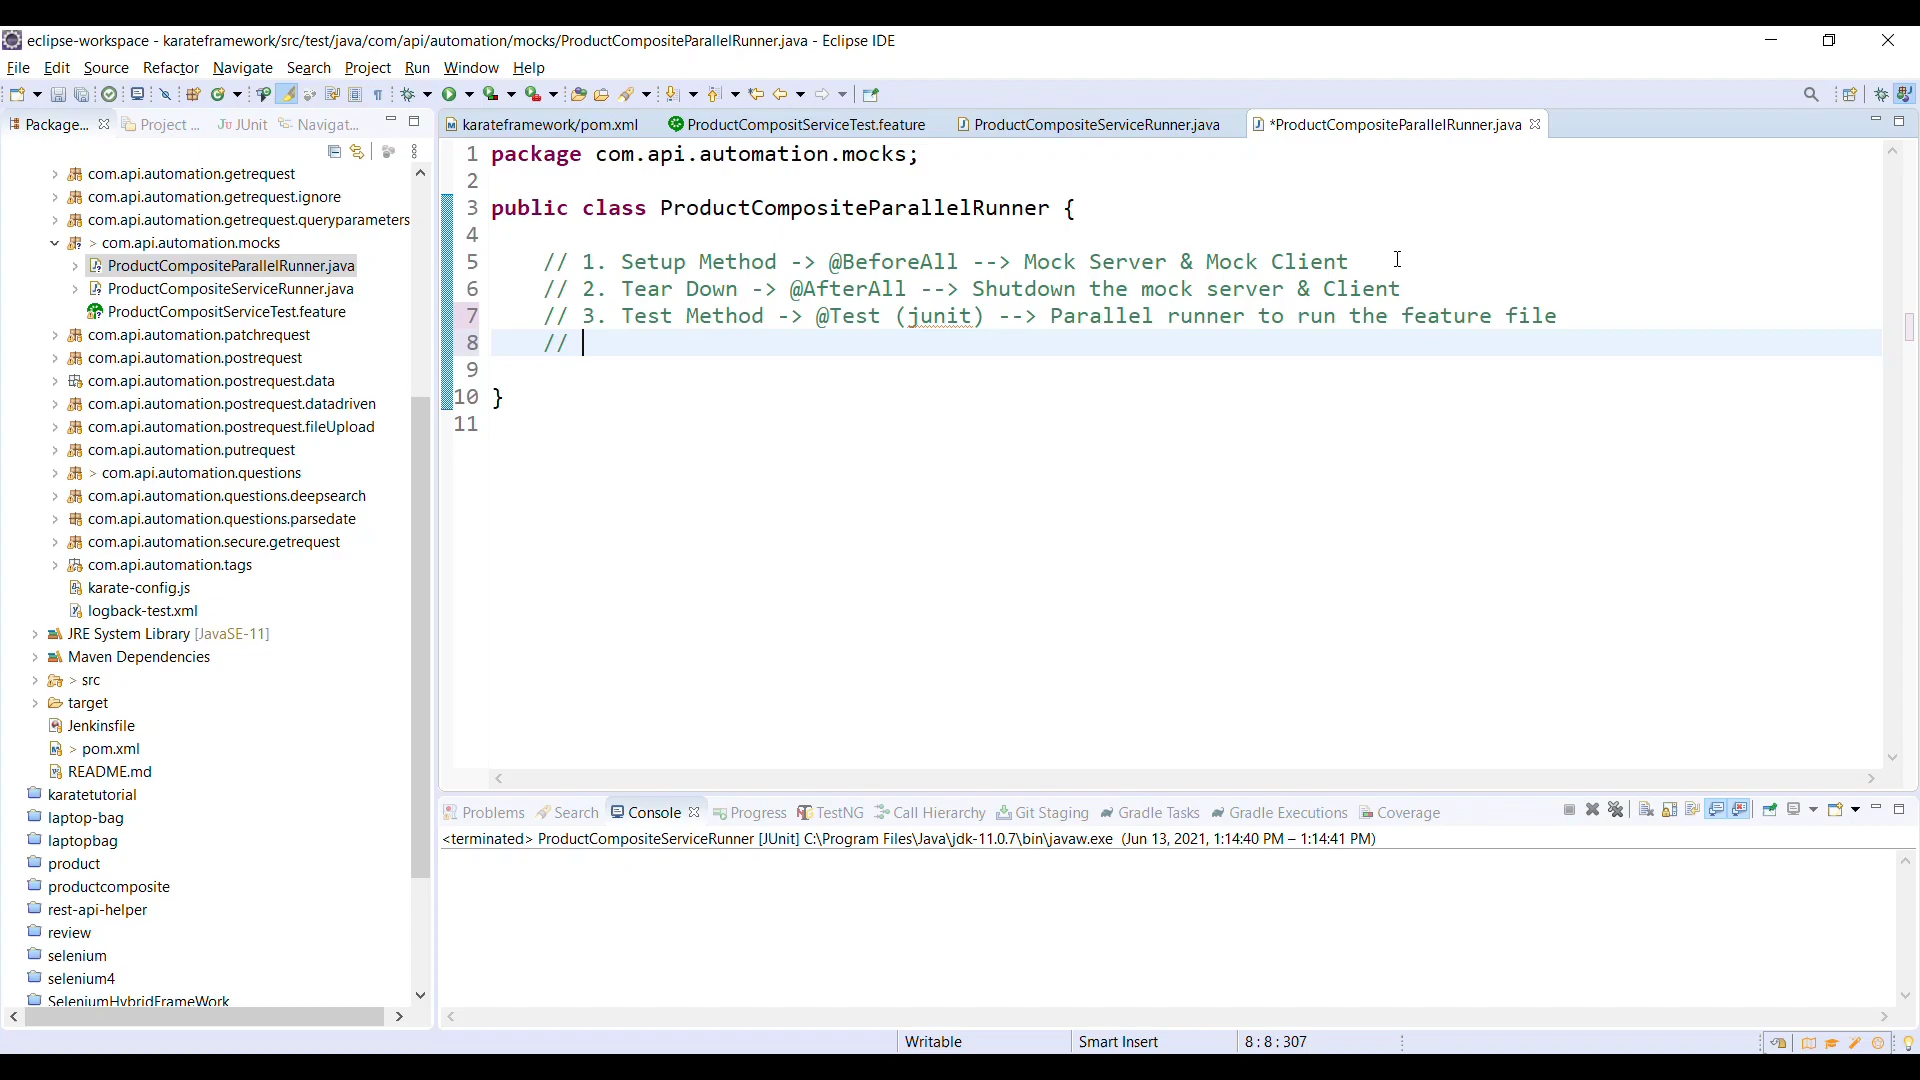 eclipse-workspace - karateframework/src/test/java/com/api/automation/mocks/ProductCompositeParallelRunner.java - Eclipse IDE
File Edit Source Refactor Navigate Search Project Run Window Help
Package... Project ... JUnit Navigat...
karateframework/pom.xml ProductCompositServiceTest.feature ProductCompositeServiceRunner.java *ProductCompositeParallelRunner.java
com.api.automation.getrequest
com.api.automation.getrequest.ignore
com.api.automation.getrequest.queryparameters
> com.api.automation.mocks
ProductCompositeParallelRunner.java
ProductCompositeServiceRunner.java
ProductCompositServiceTest.feature
com.api.automation.patchrequest
com.api.automation.postrequest
com.api.automation.postrequest.data
com.api.automation.postrequest.datadriven
com.api.automation.postrequest.fileUpload
com.api.automation.putrequest
> com.api.automation.questions
com.api.automation.questions.deepsearch
com.api.automation.questions.parsedate
com.api.automation.secure.getrequest
com.api.automation.tags
karate-config.js
logback-test.xml
JRE System Library [JavaSE-11]
Maven Dependencies
> src
target
Jenkinsfile
> pom.xml
README.md
karatetutorial
laptop-bag
laptopbag
product
productcomposite
rest-api-helper
review
selenium
selenium4
SeleniumHybridFrameWork
1 package com.api.automation.mocks;
2
3 public class ProductCompositeParallelRunner {
4
5 // 1. Setup Method -> @BeforeAll --> Mock Server & Mock Client
6 // 2. Tear Down -> @AfterAll --> Shutdown the mock server & Client
7 // 3. Test Method -> @Test (junit) --> Parallel runner to run the feature file
8 //
9
10 }
11
Problems Search Console Progress TestNG Call Hierarchy Git Staging Gradle Tasks Gradle Executions Coverage
<terminated> ProductCompositeServiceRunner [JUnit] C:\Program Files\Java\jdk-11.0.7\bin\javaw.exe (Jun 13, 2021, 1:14:40 PM – 1:14:41 PM)
Writable Smart Insert 8 : 8 : 307